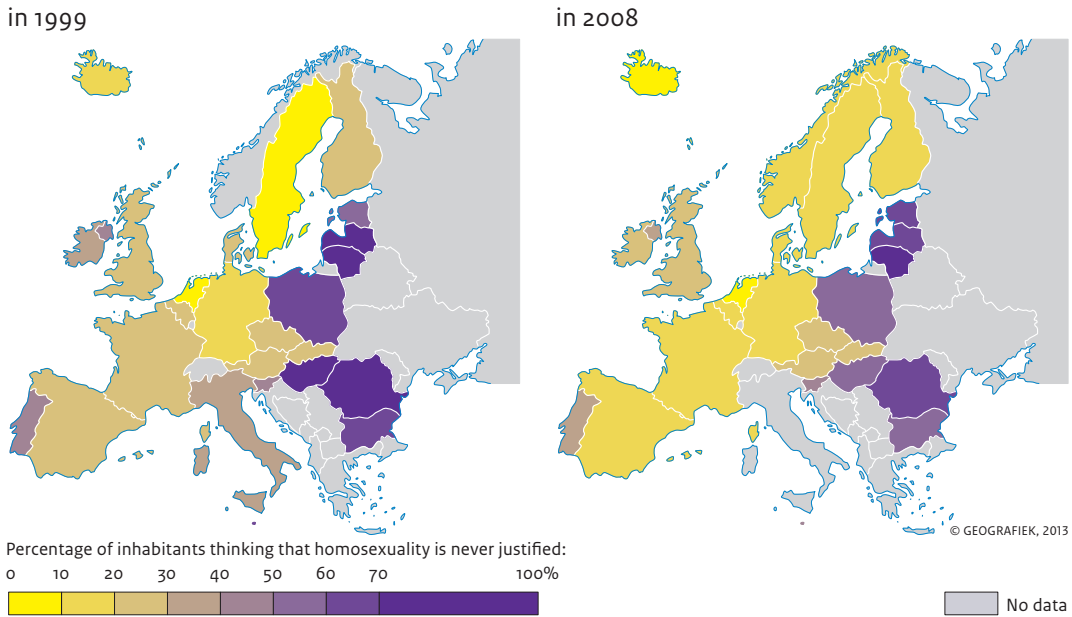 in 1999
in 2008
© GEOGRAFIEK, 2013
Percentage of inhabitants thinking that homosexuality is never justified:
0 10 20 30 40 50 60 70 100%
No data